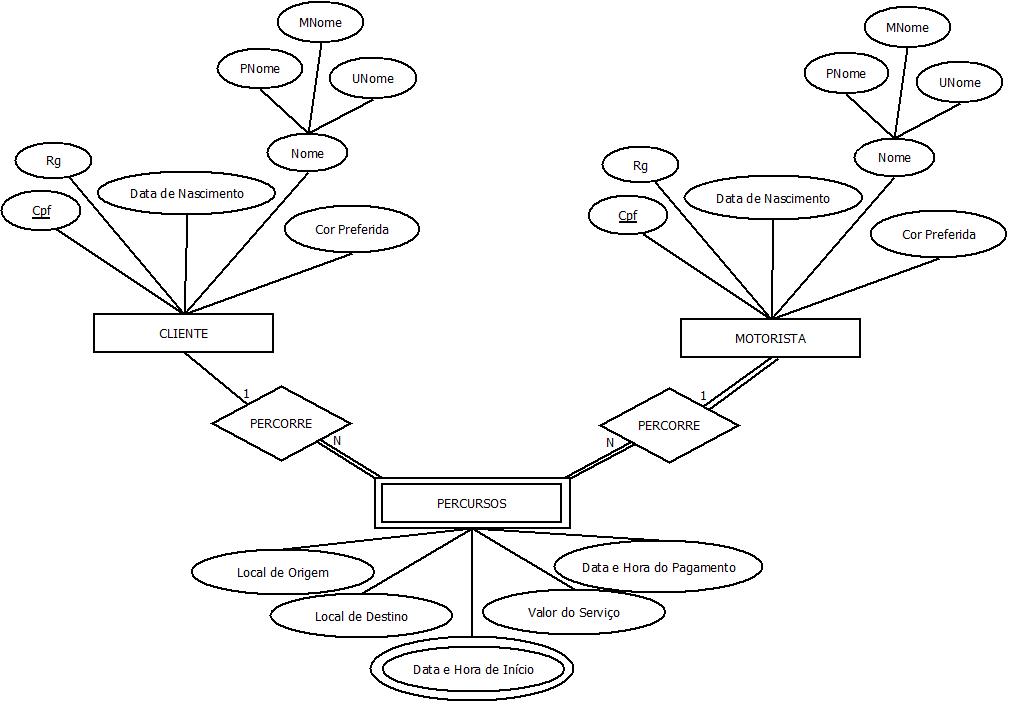 MNome
PNome
UNome
Nome
Rg
Cpf
Data de Nascimento
Cor Preferida
CLIENTE
MNome
PNome
UNome
Nome
Rg
Cpf
Data de Nascimento
Cor Preferida
MOTORISTA
1
PERCORRE
N
1
PERCORRE
N
PERCURSOS
Local de Origem
Data e Hora do Pagamento
Local de Destino
Valor do Serviço
Data e Hora de Início